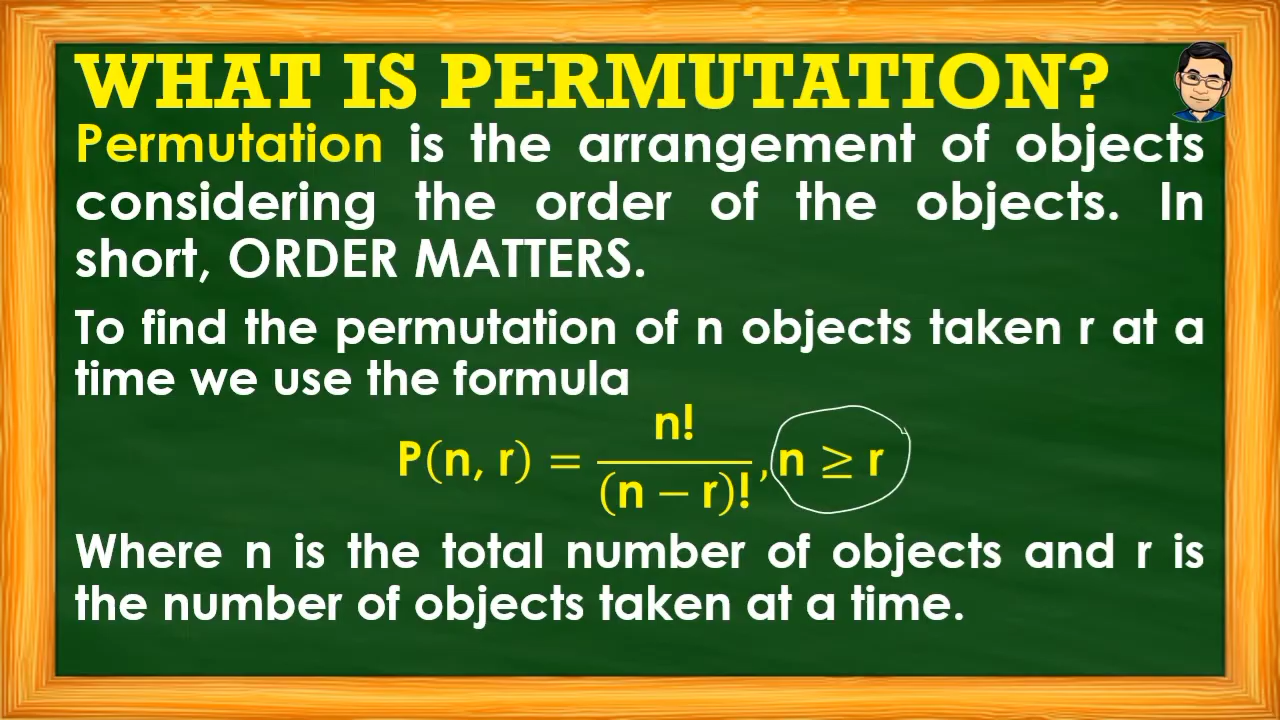 WHAT IS PERMUTATION?
Permutation is the arrangement of objects
considering the order of the objects. In
short, ORDER MATTERS.
To find the permutation of n objects taken r at a
time we use the formula
P(n, r) = n!/(n − r)!, n ≥ r
Where n is the total number of objects and r is
the number of objects taken at a time.